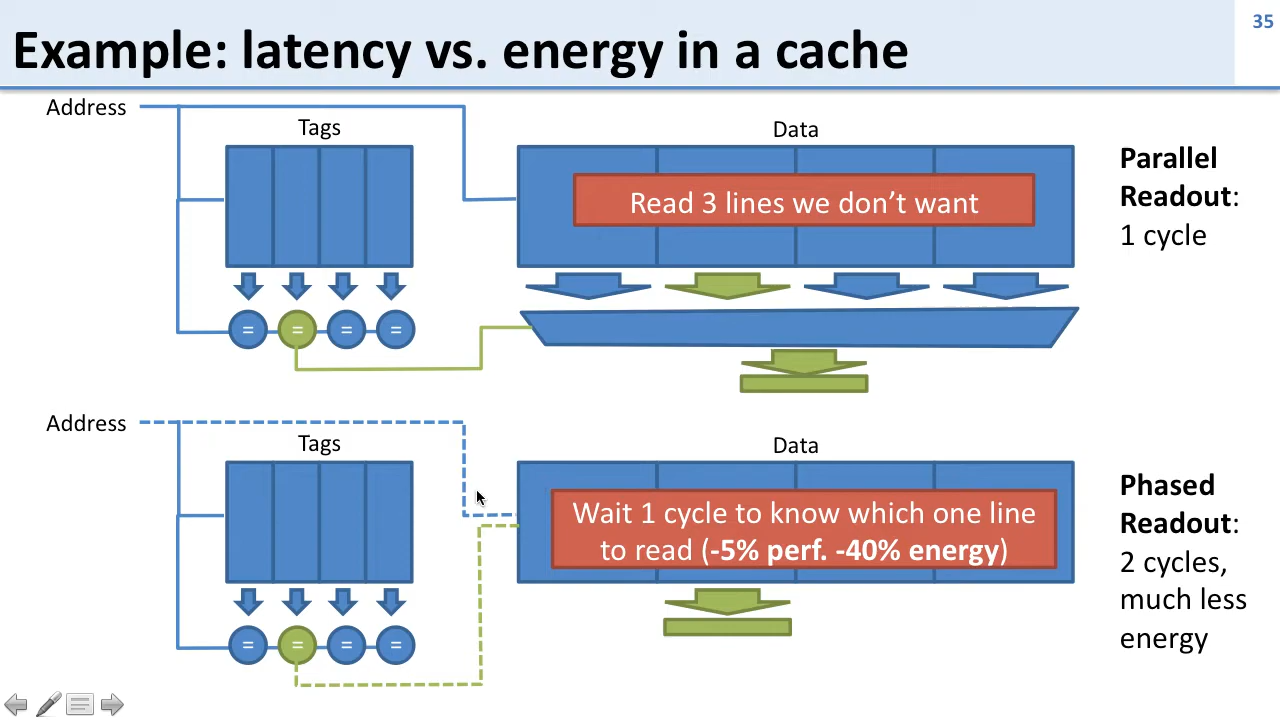 35
Example: latency vs. energy in a cache
Address
Tags
Data
Read 3 lines we don’t want
= = = =
Parallel
Readout:
1 cycle
Address
Tags
Data
Wait 1 cycle to know which one line
to read (-5% perf. -40% energy)
= = = =
Phased
Readout:
2 cycles,
much less
energy